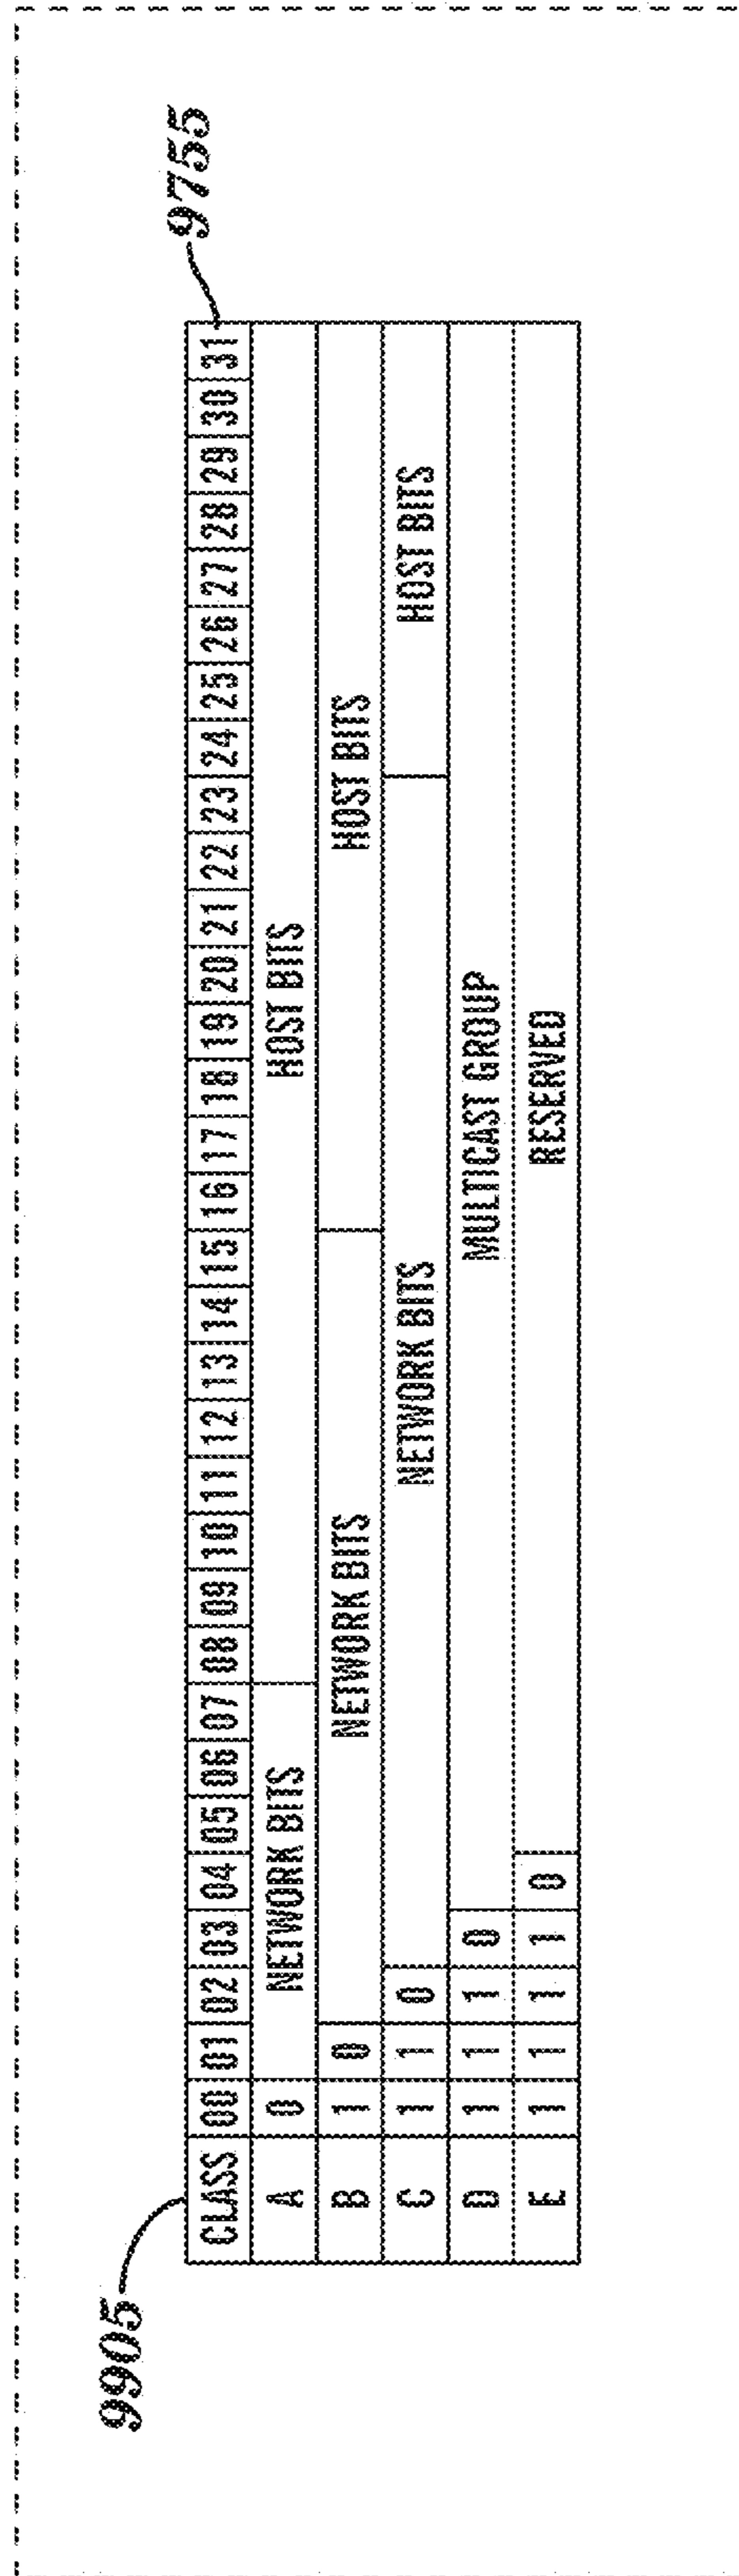 9905
9755
CLASS 00 01 02 03 04 05 06 07 08 09 10 11 12 13 14 15 16 17 18 19 20 21 22 23 24 25 26 27 28 29 30 31
A 0 NETWORK BITS HOST BITS
B 1 0 NETWORK BITS HOST BITS
C 1 1 0 NETWORK BITS HOST BITS
D 1 1 1 0 MULTICAST GROUP
E 1 1 1 1 0 RESERVED